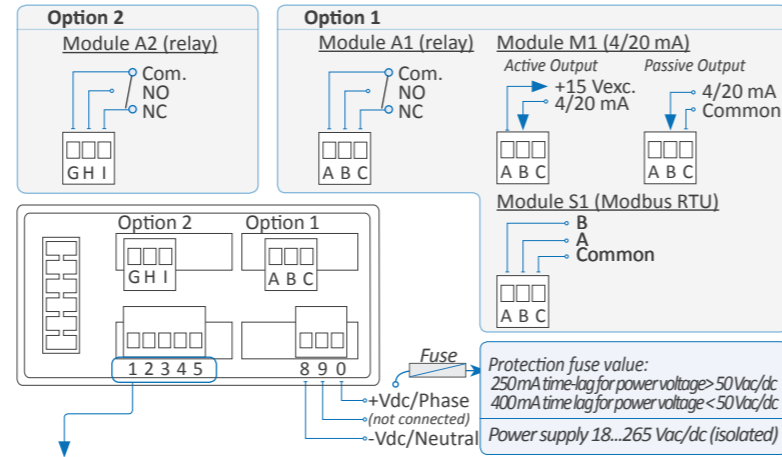 Option 2
Module A2 (relay)
Com.
NO
NC
G H I
Option 1
Module A1 (relay)
Com.
NO
NC
A B C
Module M1 (4/20 mA)
Active Output
+15 Vexc.
4/20 mA
A B C
Passive Output
4/20 mA
Common
A B C
Module S1 (Modbus RTU)
B
A
Common
A B C
Option 2
G H I
Option 1
A B C
1 2 3 4 5
8 9 0
Fuse
+Vdc/Phase
(not connected)
-Vdc/Neutral
Protection fuse value:
250 mA time-lag for power voltage > 50 Vac/dc
400 mA time lag for power voltage < 50 Vac/dc
Power supply 18...265 Vac/dc (isolated)